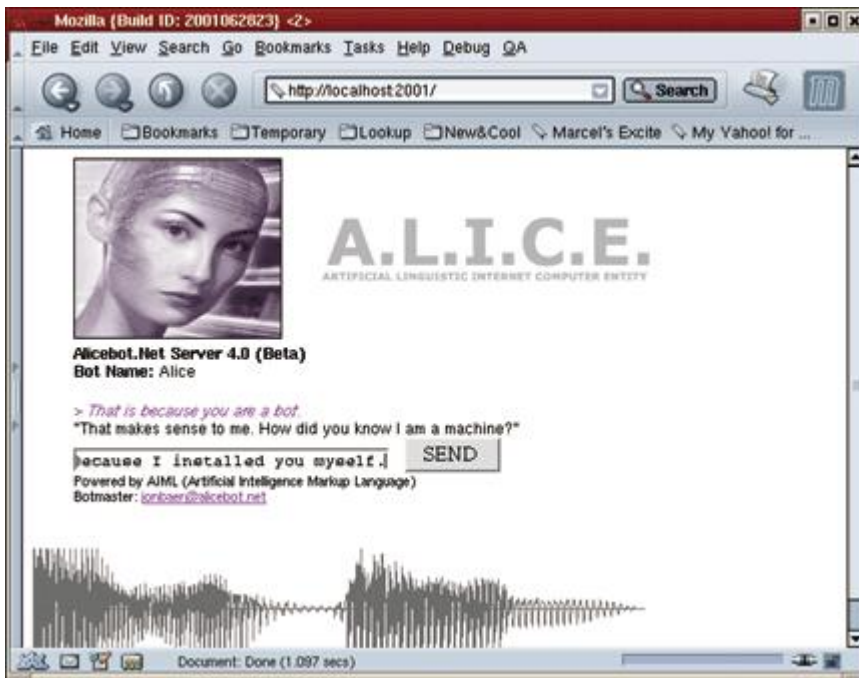 Mozilla {Build ID: 2001062823} <2>
File Edit View Search Go Bookmarks Tasks Help Debug QA
http://localhost:2001/ Search
Home Bookmarks Temporary Lookup New&Cool Marcel's Excite My Yahoo! for ...
A.L.I.C.E.
ARTIFICIAL LINGUISTIC INTERNET COMPUTER ENTITY
Alicebot.Net Server 4.0 (Beta)
Bot Name: Alice
> That is because you are a bot.
"That makes sense to me. How did you know I am a machine?"
because I installed you myself. SEND
Powered by AIML (Artificial Intelligence Markup Language)
Botmaster: jonbaer@alicebot.net
Document: Done (1.097 secs)